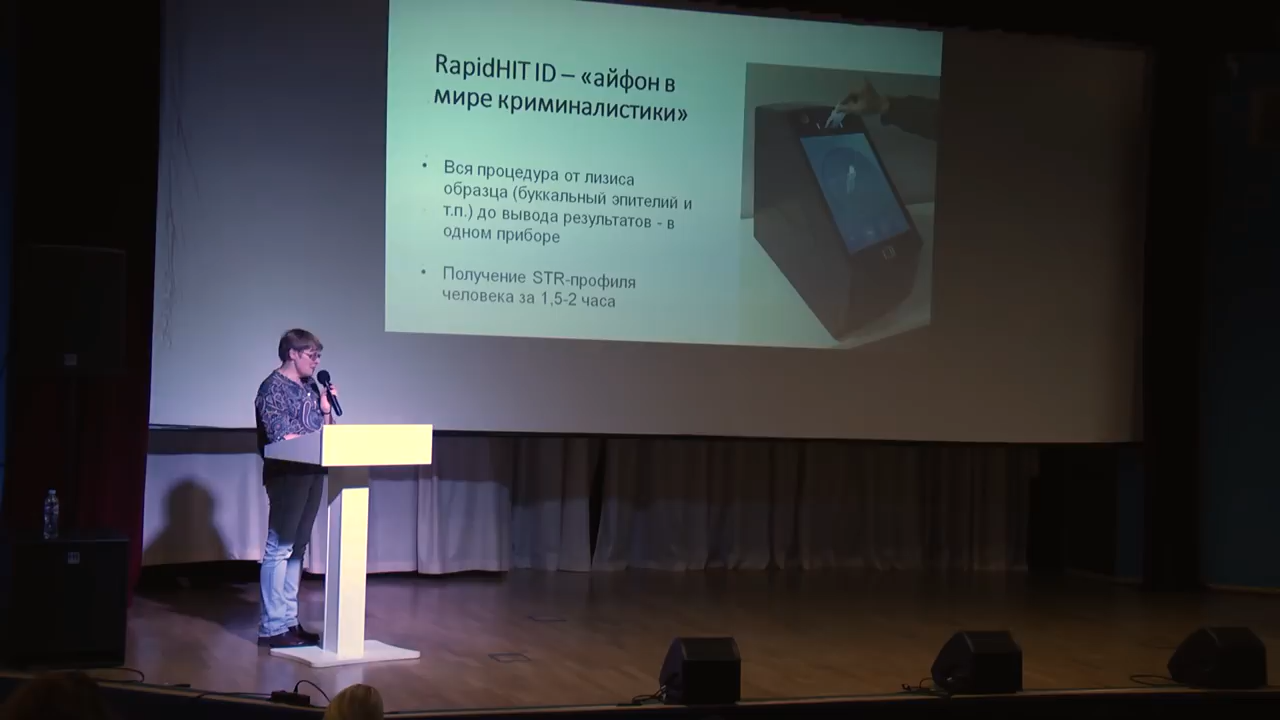 RapidHIT ID – «айфон в
мире криминалистики»
• Вся процедура от лизиса
образца (буккальный эпителий и
т.п.) до вывода результатов - в
одном приборе
• Получение STR-профиля
человека за 1,5-2 часа